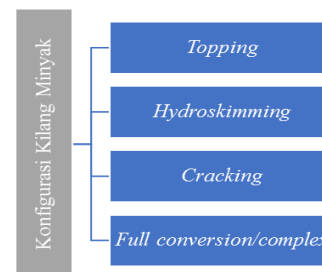 Konfigurasi Kilang Minyak
Topping
Hydroskimming
Cracking
Full conversion/complex